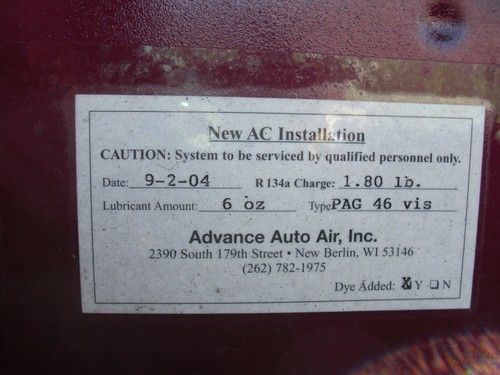 New AC Installation
CAUTION: System to be serviced by qualified personnel only.
Date: 9-2-04 R 134a Charge: 1.80 lb.
Lubricant Amount: 6 oz Type: PAG 46 vis
Advance Auto Air, Inc.
2390 South 179th Street • New Berlin, WI 53146
(262) 782-1975
Dye Added: ☒ Y ☐ N